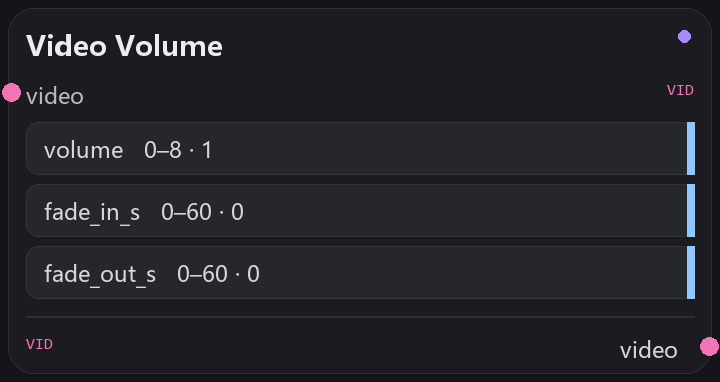 Video Volume
video VID
volume 0–8 · 1
fade_in_s 0–60 · 0
fade_out_s 0–60 · 0
VID video